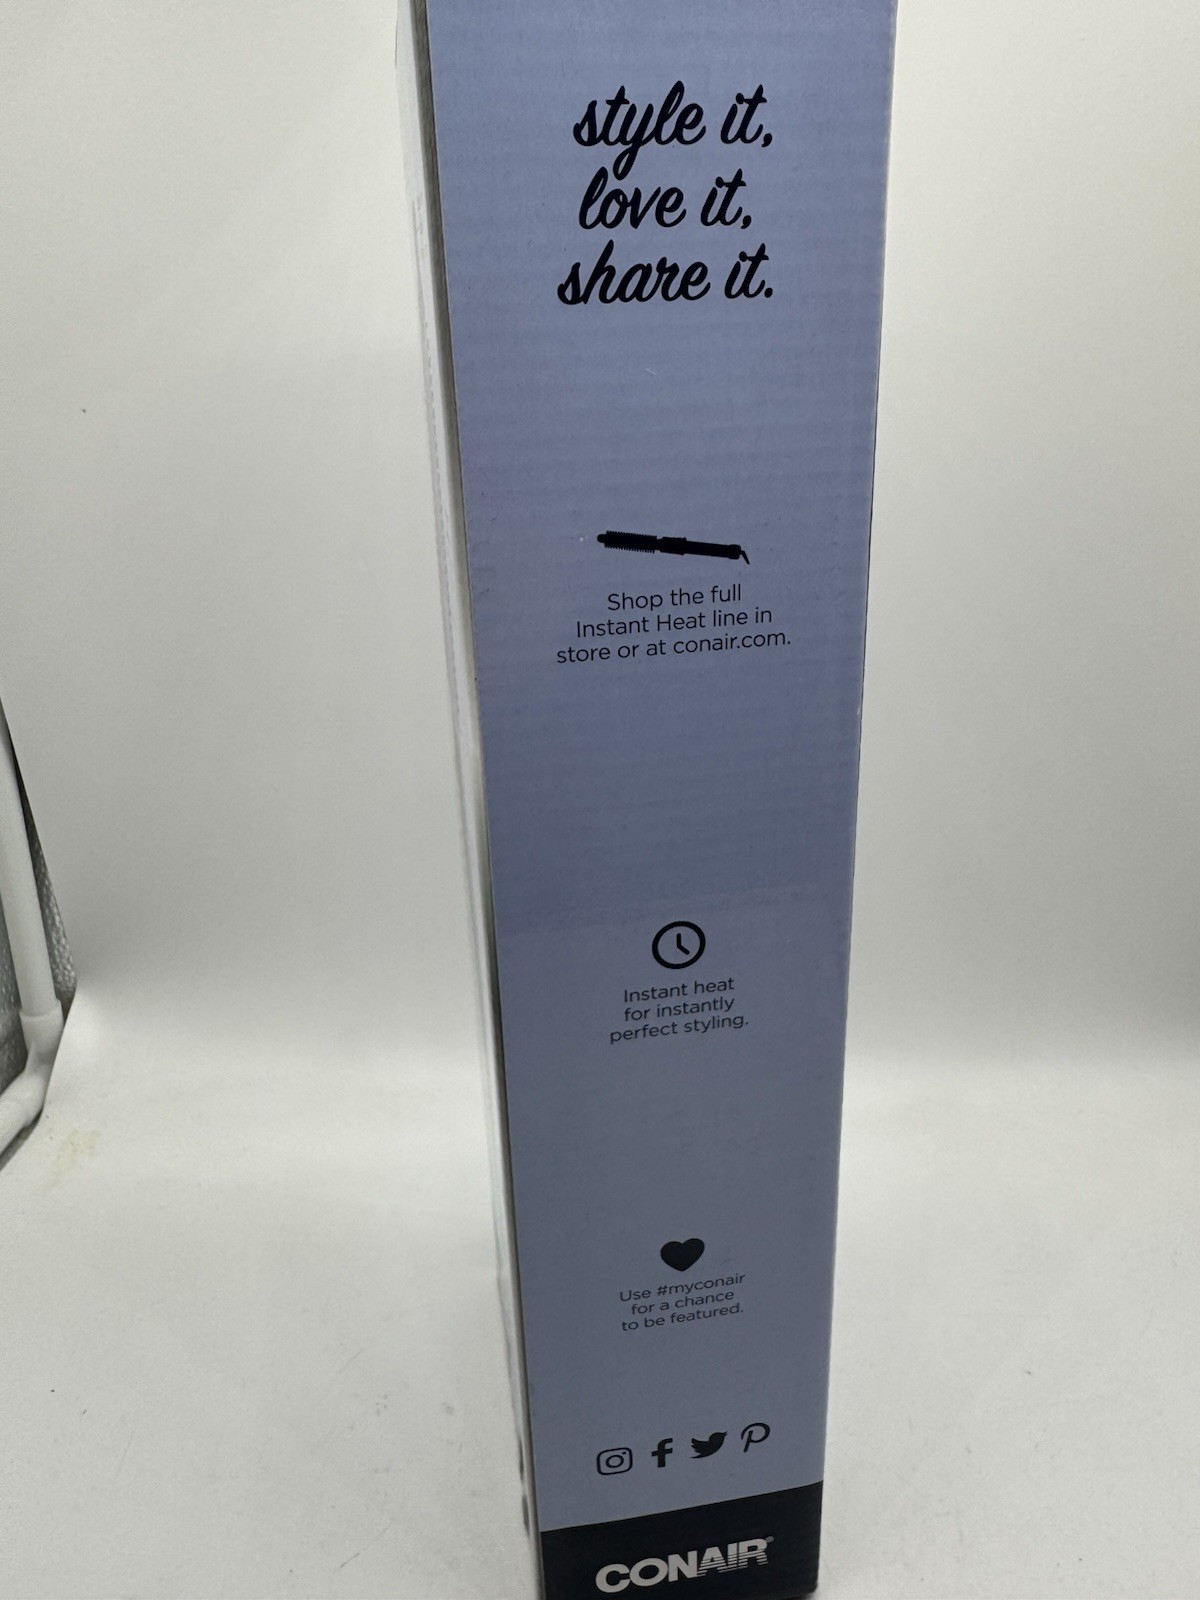 style it,
love it,
share it.
Shop the full
Instant Heat line in
store or at conair.com.
Instant heat
for instantly
perfect styling.
Use #myconair
for a chance
to be featured.
CONAIR®